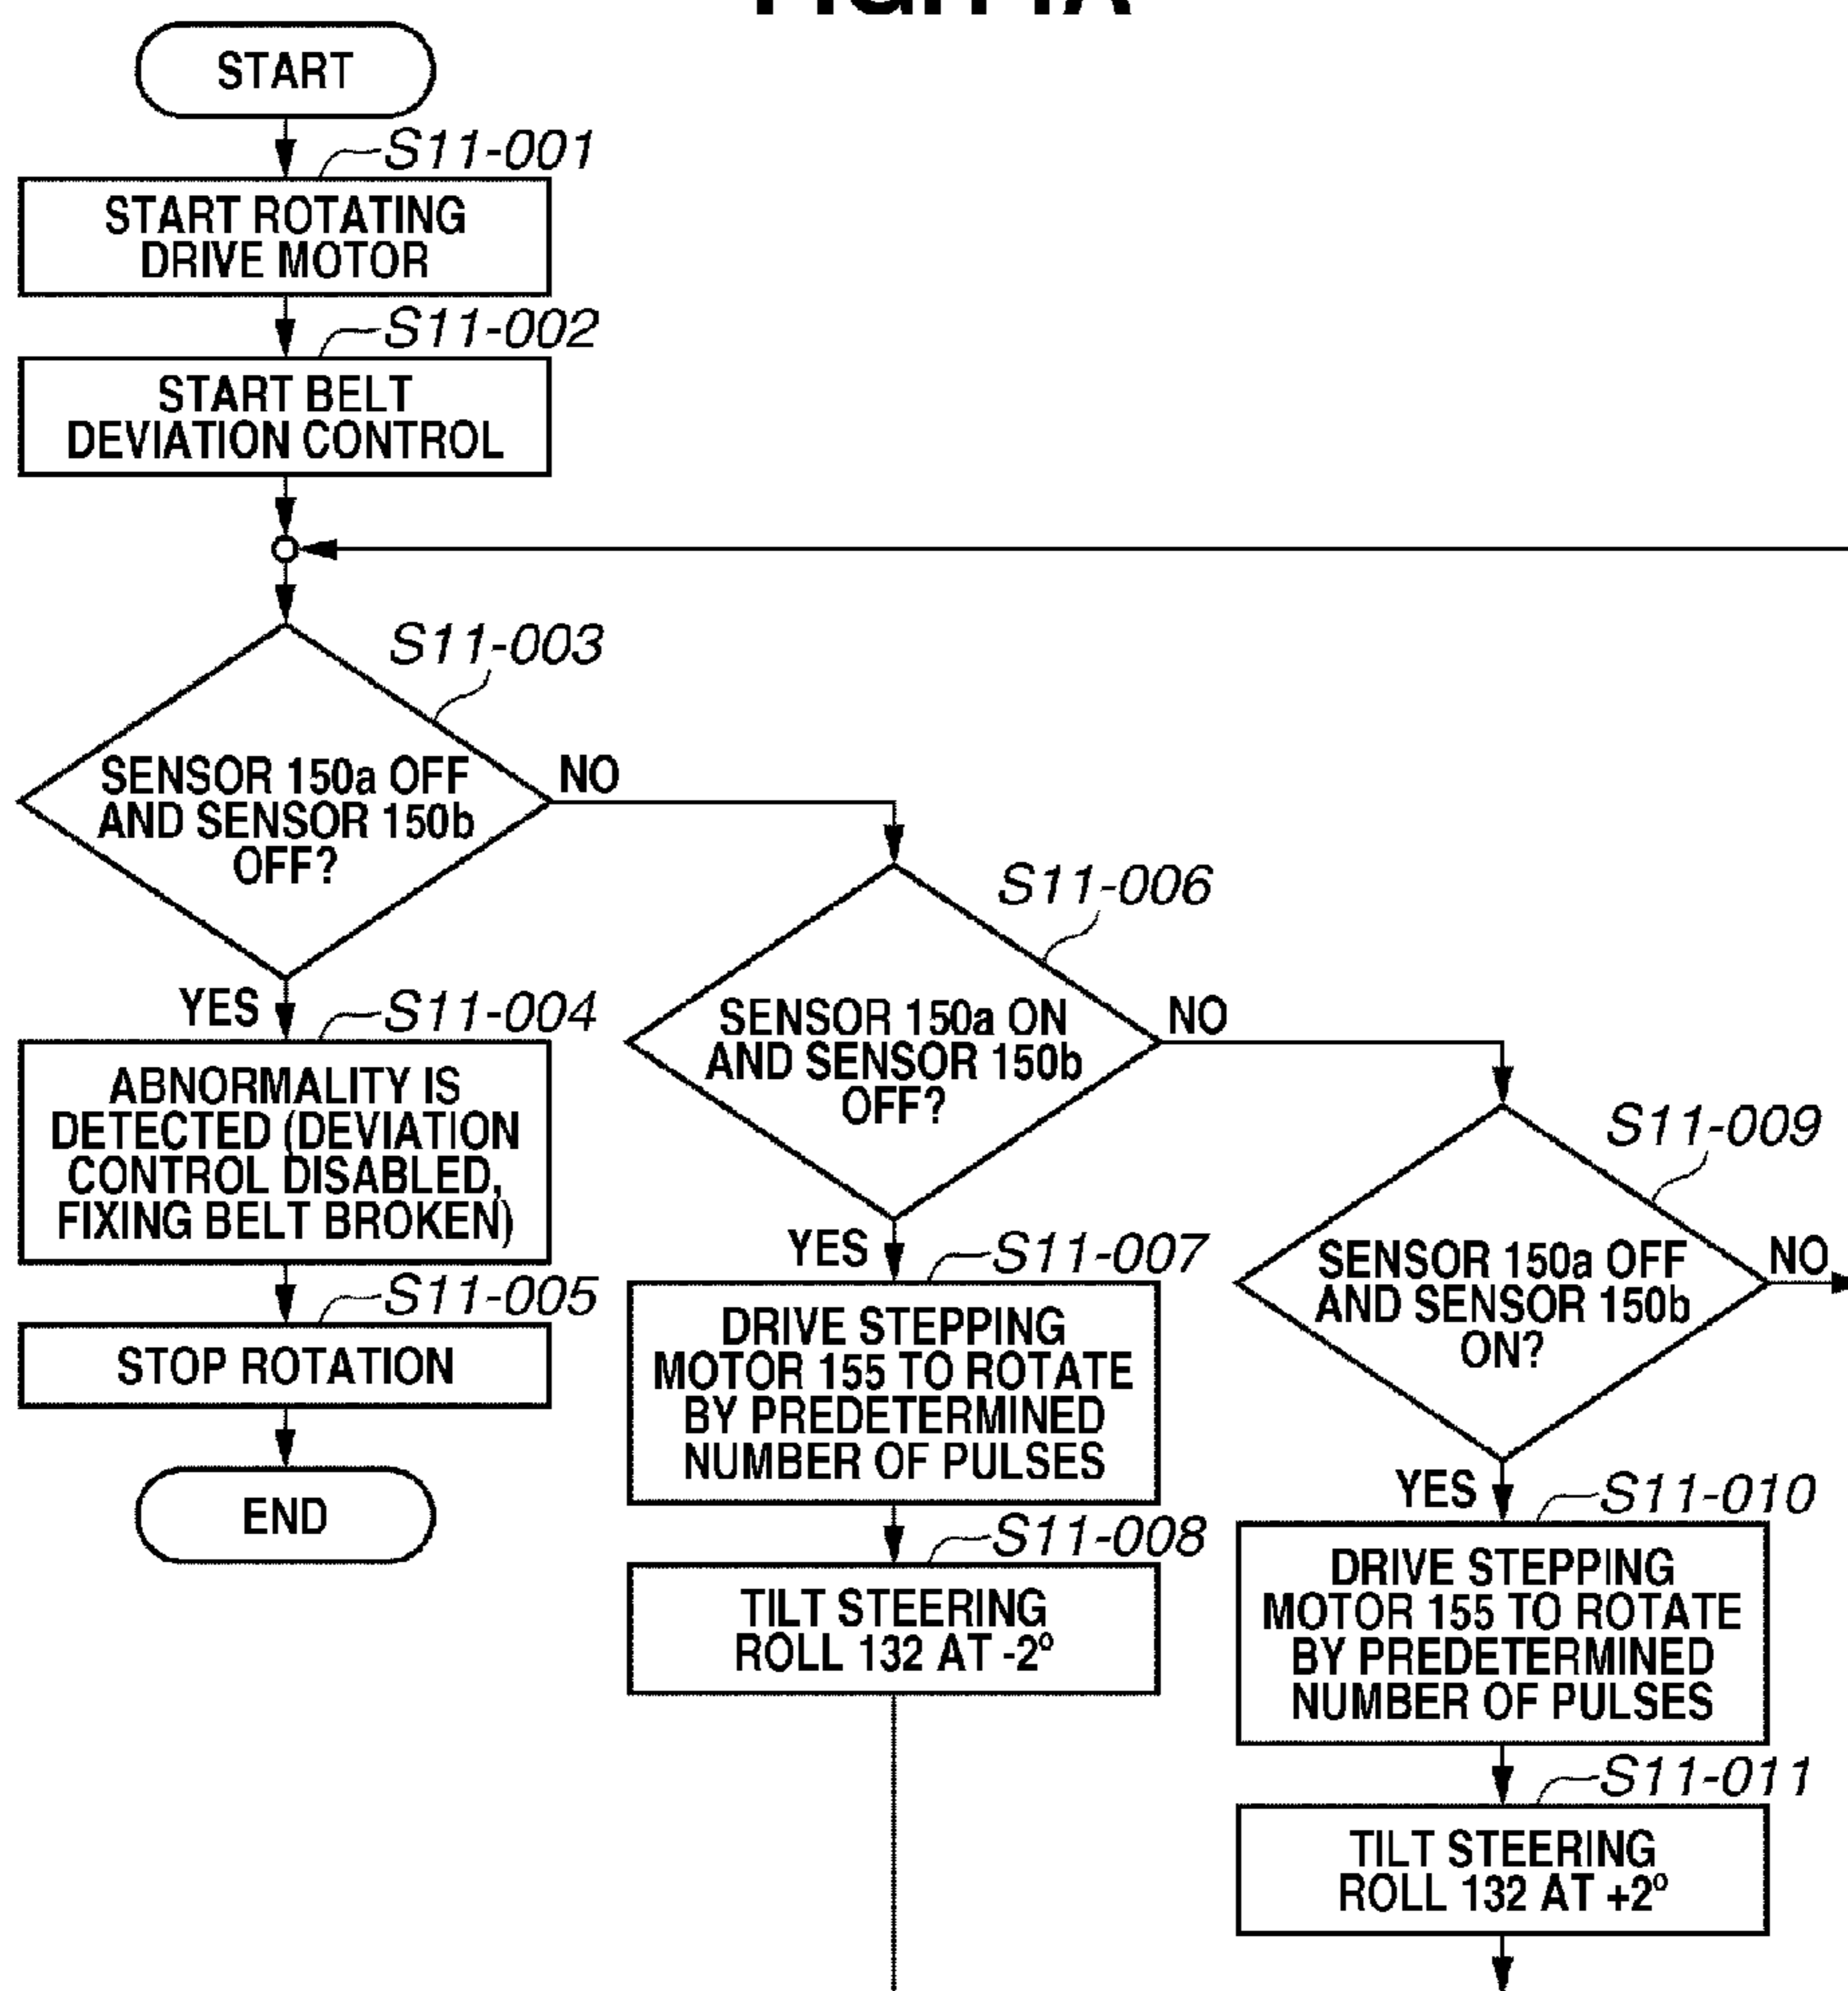 START
S11-001
START ROTATING
DRIVE MOTOR
S11-002
START BELT
DEVIATION CONTROL
S11-003
SENSOR 150a OFF
AND SENSOR 150b
OFF?
NO
YES
S11-004
ABNORMALITY IS
DETECTED (DEVIATION
CONTROL DISABLED,
FIXING BELT BROKEN)
S11-005
STOP ROTATION
END
S11-006
SENSOR 150a ON
AND SENSOR 150b
OFF?
NO
YES
S11-007
DRIVE STEPPING
MOTOR 155 TO ROTATE
BY PREDETERMINED
NUMBER OF PULSES
S11-008
TILT STEERING
ROLL 132 AT -2º
S11-009
SENSOR 150a OFF
AND SENSOR 150b
ON?
NO
YES
S11-010
DRIVE STEPPING
MOTOR 155 TO ROTATE
BY PREDETERMINED
NUMBER OF PULSES
S11-011
TILT STEERING
ROLL 132 AT +2º